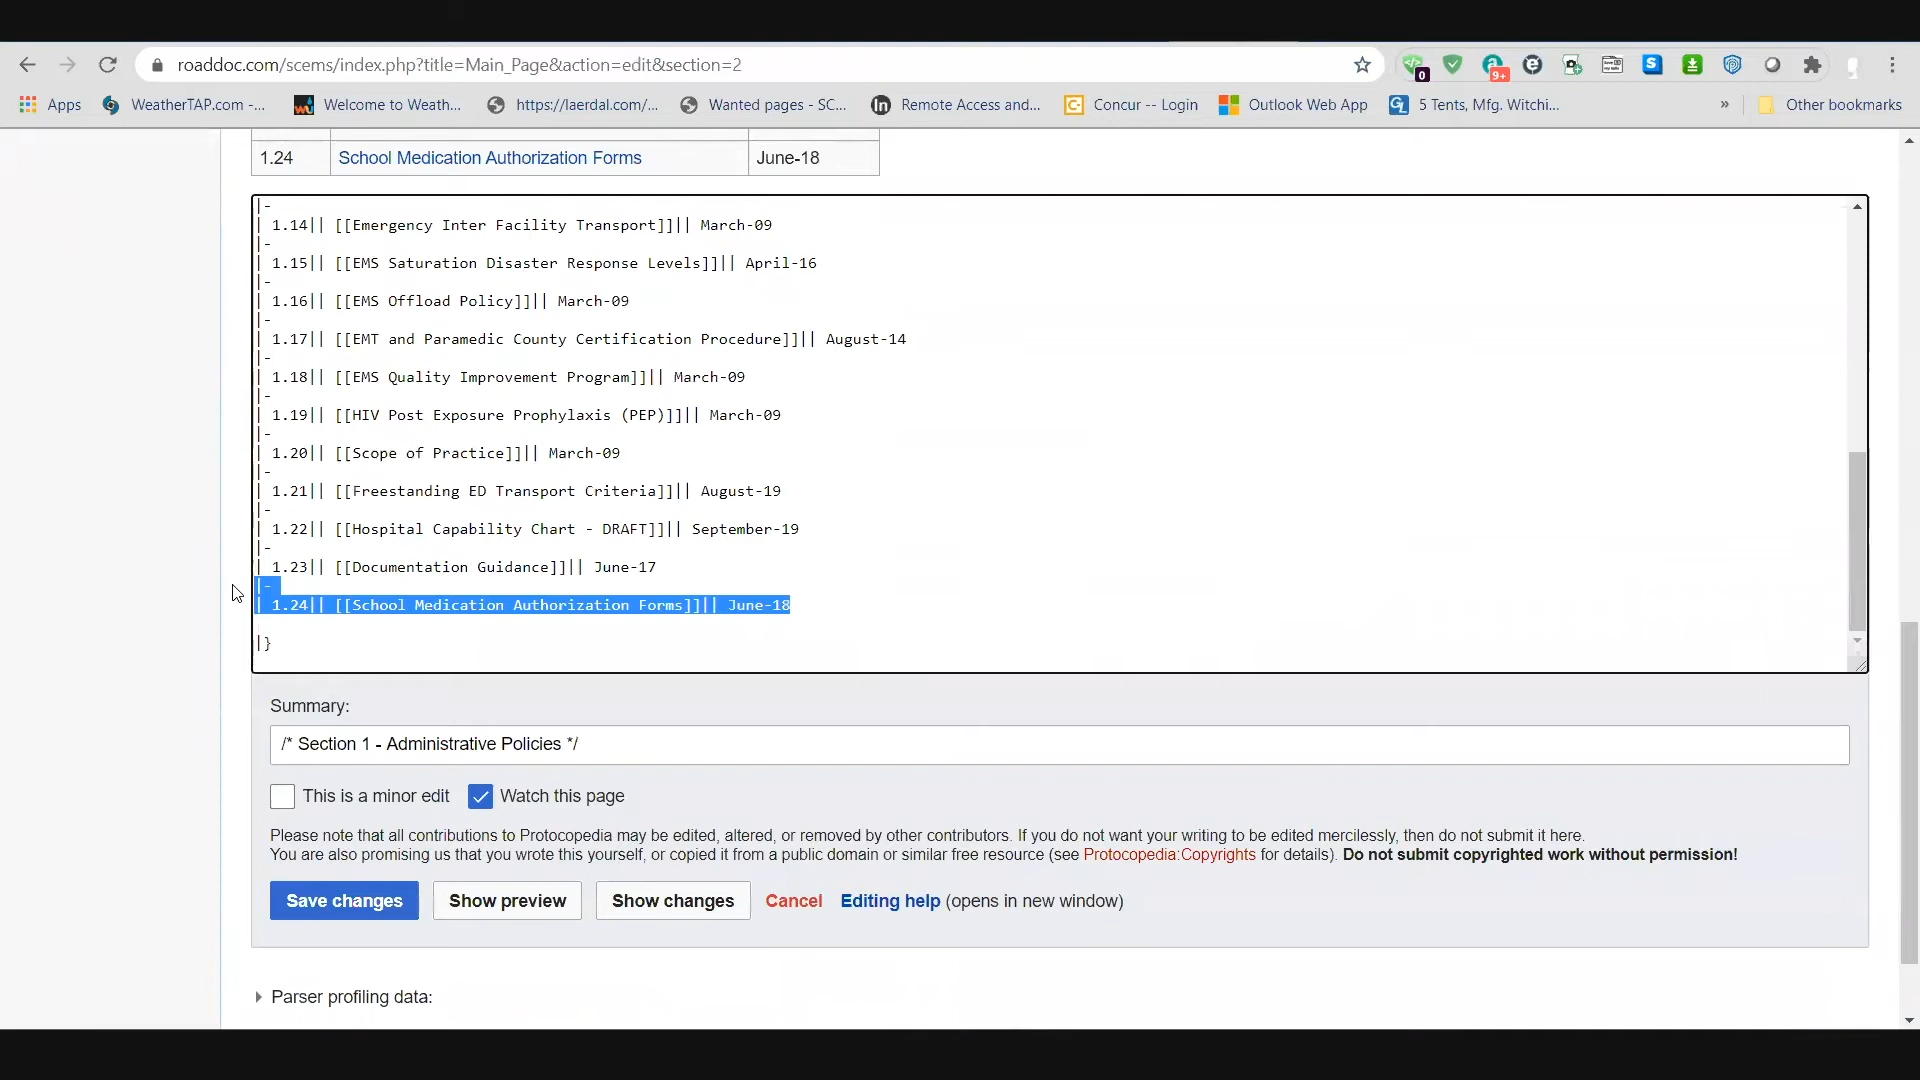 roaddoc.com/scems/index.php?title=Main_Page&action=edit&section=2
0
9+
Apps
WeatherTAP.com -...
Welcome to Weath...
https://laerdal.com/...
Wanted pages - SC...
Remote Access and...
Concur -- Login
Outlook Web App
5 Tents, Mfg. Witchi...
»
Other bookmarks
1.24 School Medication Authorization Forms June-18
|-
| 1.14|| [[Emergency Inter Facility Transport]]|| March-09
|-
| 1.15|| [[EMS Saturation Disaster Response Levels]]|| April-16
|-
| 1.16|| [[EMS Offload Policy]]|| March-09
|-
| 1.17|| [[EMT and Paramedic County Certification Procedure]]|| August-14
|-
| 1.18|| [[EMS Quality Improvement Program]]|| March-09
|-
| 1.19|| [[HIV Post Exposure Prophylaxis (PEP)]]|| March-09
|-
| 1.20|| [[Scope of Practice]]|| March-09
|-
| 1.21|| [[Freestanding ED Transport Criteria]]|| August-19
|-
| 1.22|| [[Hospital Capability Chart - DRAFT]]|| September-19
|-
| 1.23|| [[Documentation Guidance]]|| June-17
|-
| 1.24|| [[School Medication Authorization Forms]]|| June-18
|}
Summary:
/* Section 1 - Administrative Policies */
This is a minor edit
Watch this page
Please note that all contributions to Protocopedia may be edited, altered, or removed by other contributors. If you do not want your writing to be edited mercilessly, then do not submit it here.
You are also promising us that you wrote this yourself, or copied it from a public domain or similar free resource (see Protocopedia:Copyrights for details). Do not submit copyrighted work without permission!
Save changes
Show preview
Show changes
Cancel
Editing help (opens in new window)
Parser profiling data: